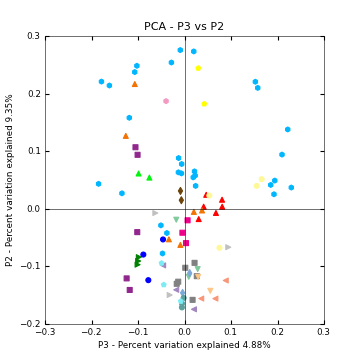 PCA - P3 vs P2
P2 - Percent variation explained 9.35%
0.3
0.2
0.1
0.0
−0.1
−0.2
−0.3 −0.2 −0.1 0.0 0.1 0.2 0.3
P3 - Percent variation explained 4.88%